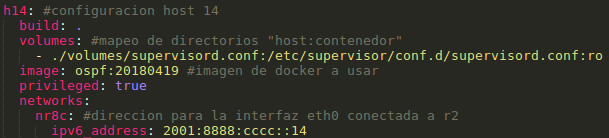 h14: #configuracion host 14
build: .
volumes: #mapeo de directorios "host:contenedor"
- ./volumes/supervisord.conf:/etc/supervisor/conf.d/supervisord.conf:ro
image: ospf:20180419 #imagen de docker a usar
privileged: true
networks:
nr8c: #direccion para la interfaz eth0 conectada a r2
ipv6_address: 2001:8888:cccc::14